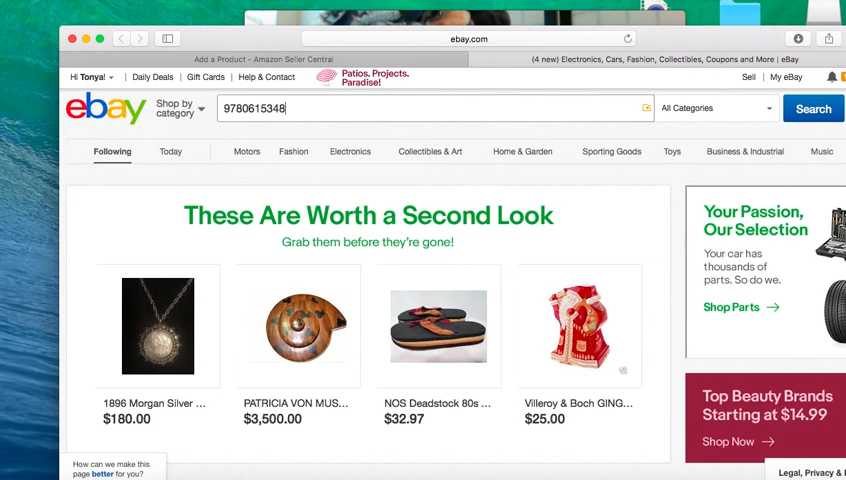 ebay.com
Add a Product - Amazon Seller Central
(4 new) Electronics, Cars, Fashion, Collectibles, Coupons and More | eBay
Hi Tonya!
Daily Deals
Gift Cards
Help & Contact
Patios. Projects.
Paradise!
Sell
My eBay
ebay
Shop by
category
9780615348
All Categories
Search
Following
Today
Motors
Fashion
Electronics
Collectibles & Art
Home & Garden
Sporting Goods
Toys
Business & Industrial
Music
These Are Worth a Second Look
Grab them before they're gone!
1896 Morgan Silver ...
$180.00
PATRICIA VON MUS...
$3,500.00
NOS Deadstock 80s ...
$32.97
Villeroy & Boch GING...
$25.00
Your Passion,
Our Selection
Your car has
thousands of
parts. So do we.
Shop Parts
Top Beauty Brands
Starting at $14.99
Shop Now
How can we make this
page better for you?
Legal, Privacy & I